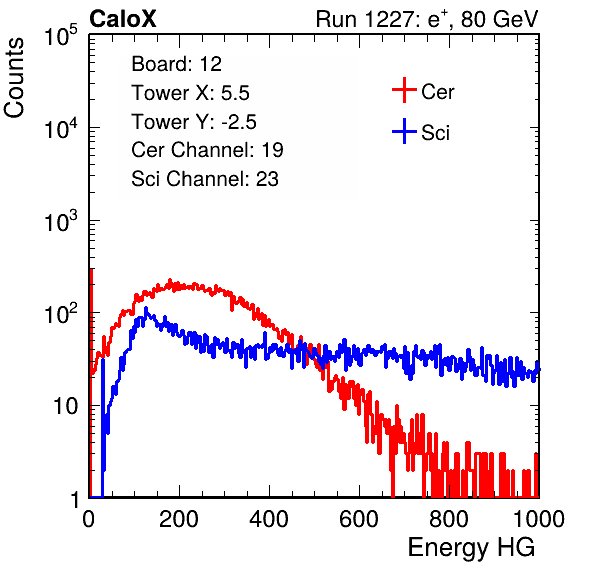 CaloX Run 1227: e⁺, 80 GeV
Counts
10⁵
10⁴
10³
10²
10
1
Board: 12
Tower X: 5.5
Tower Y: -2.5
Cer Channel: 19
Sci Channel: 23
Cer
Sci
0 200 400 600 800 1000
Energy HG